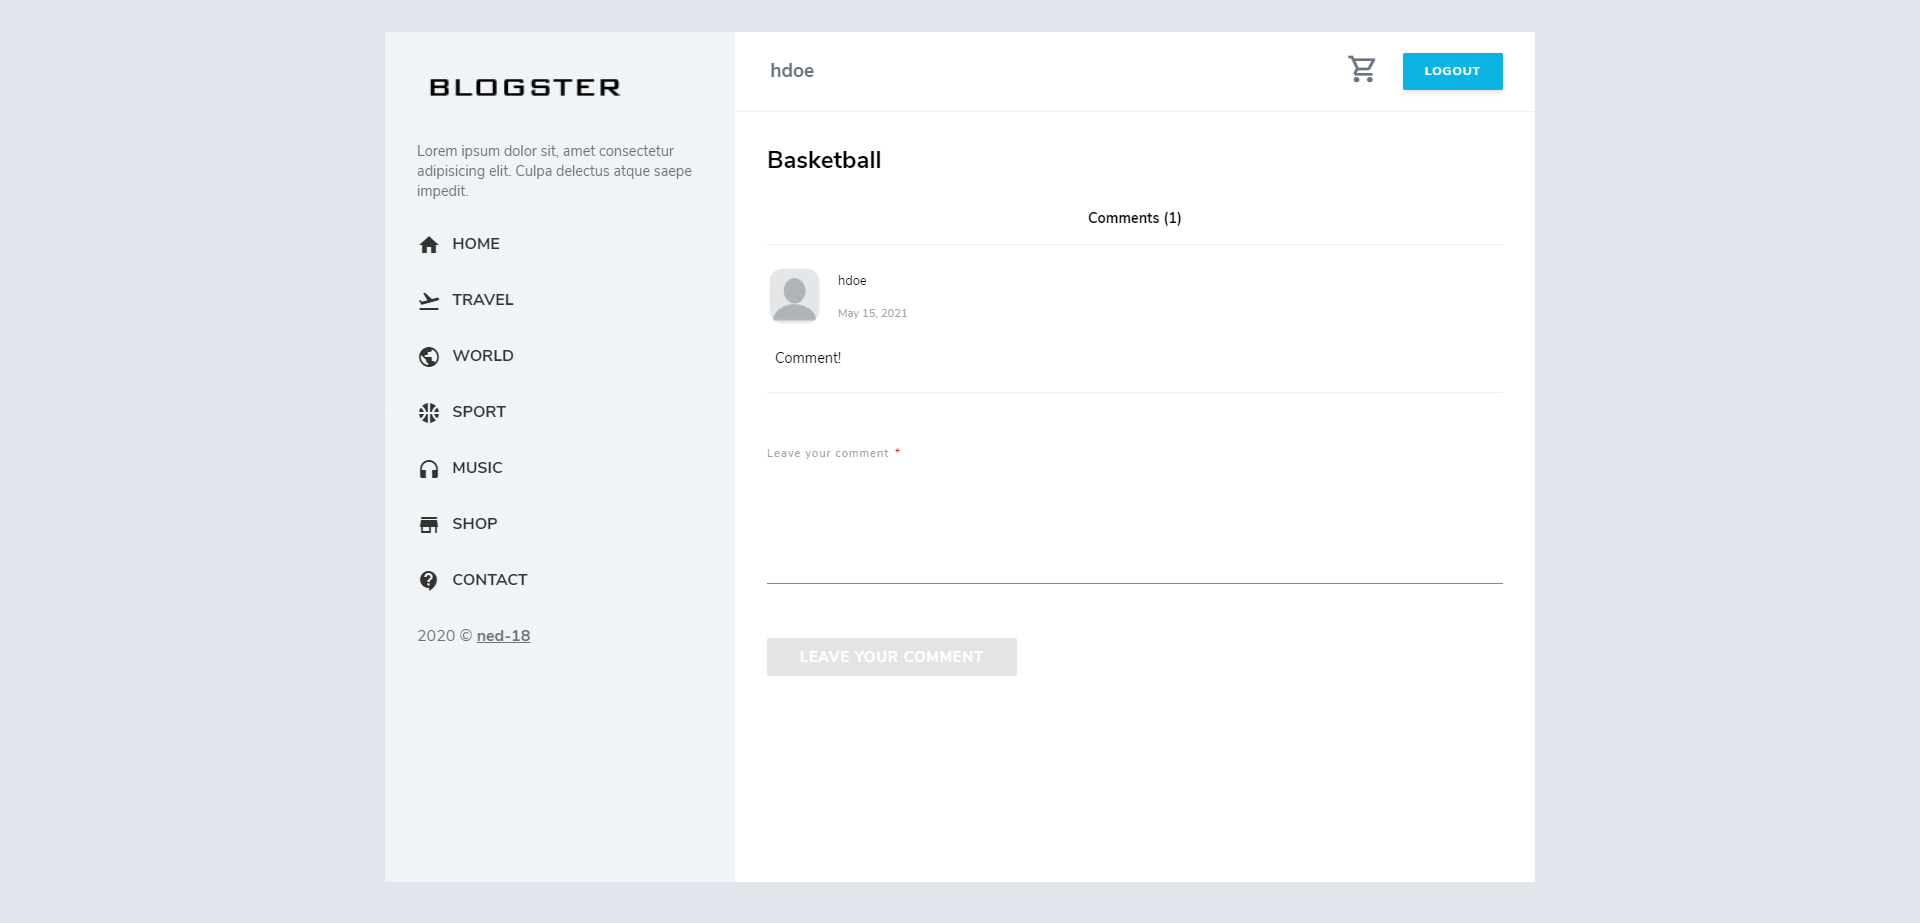 BLOGSTER
Lorem ipsum dolor sit, amet consectetur
adipisicing elit. Culpa delectus atque saepe
impedit.
HOME
TRAVEL
WORLD
SPORT
MUSIC
SHOP
CONTACT
2020 © ned-18
hdoe
LOGOUT
Basketball
Comments (1)
hdoe
May 15, 2021
Comment!
Leave your comment *
LEAVE YOUR COMMENT